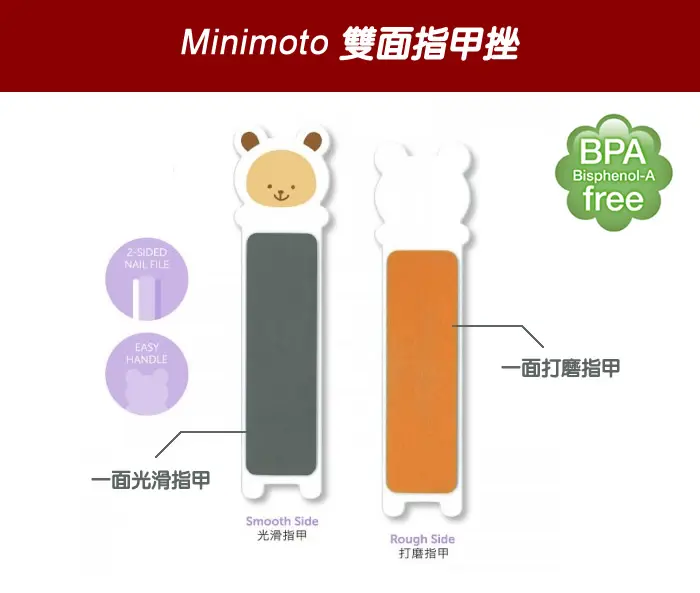 Minimoto 雙面指甲挫
BPA
Bisphenol-A
free
2-SIDED
NAIL FILE
EASY
HANDLE
一面打磨指甲
一面光滑指甲
Smooth Side
光滑指甲
Rough Side
打磨指甲